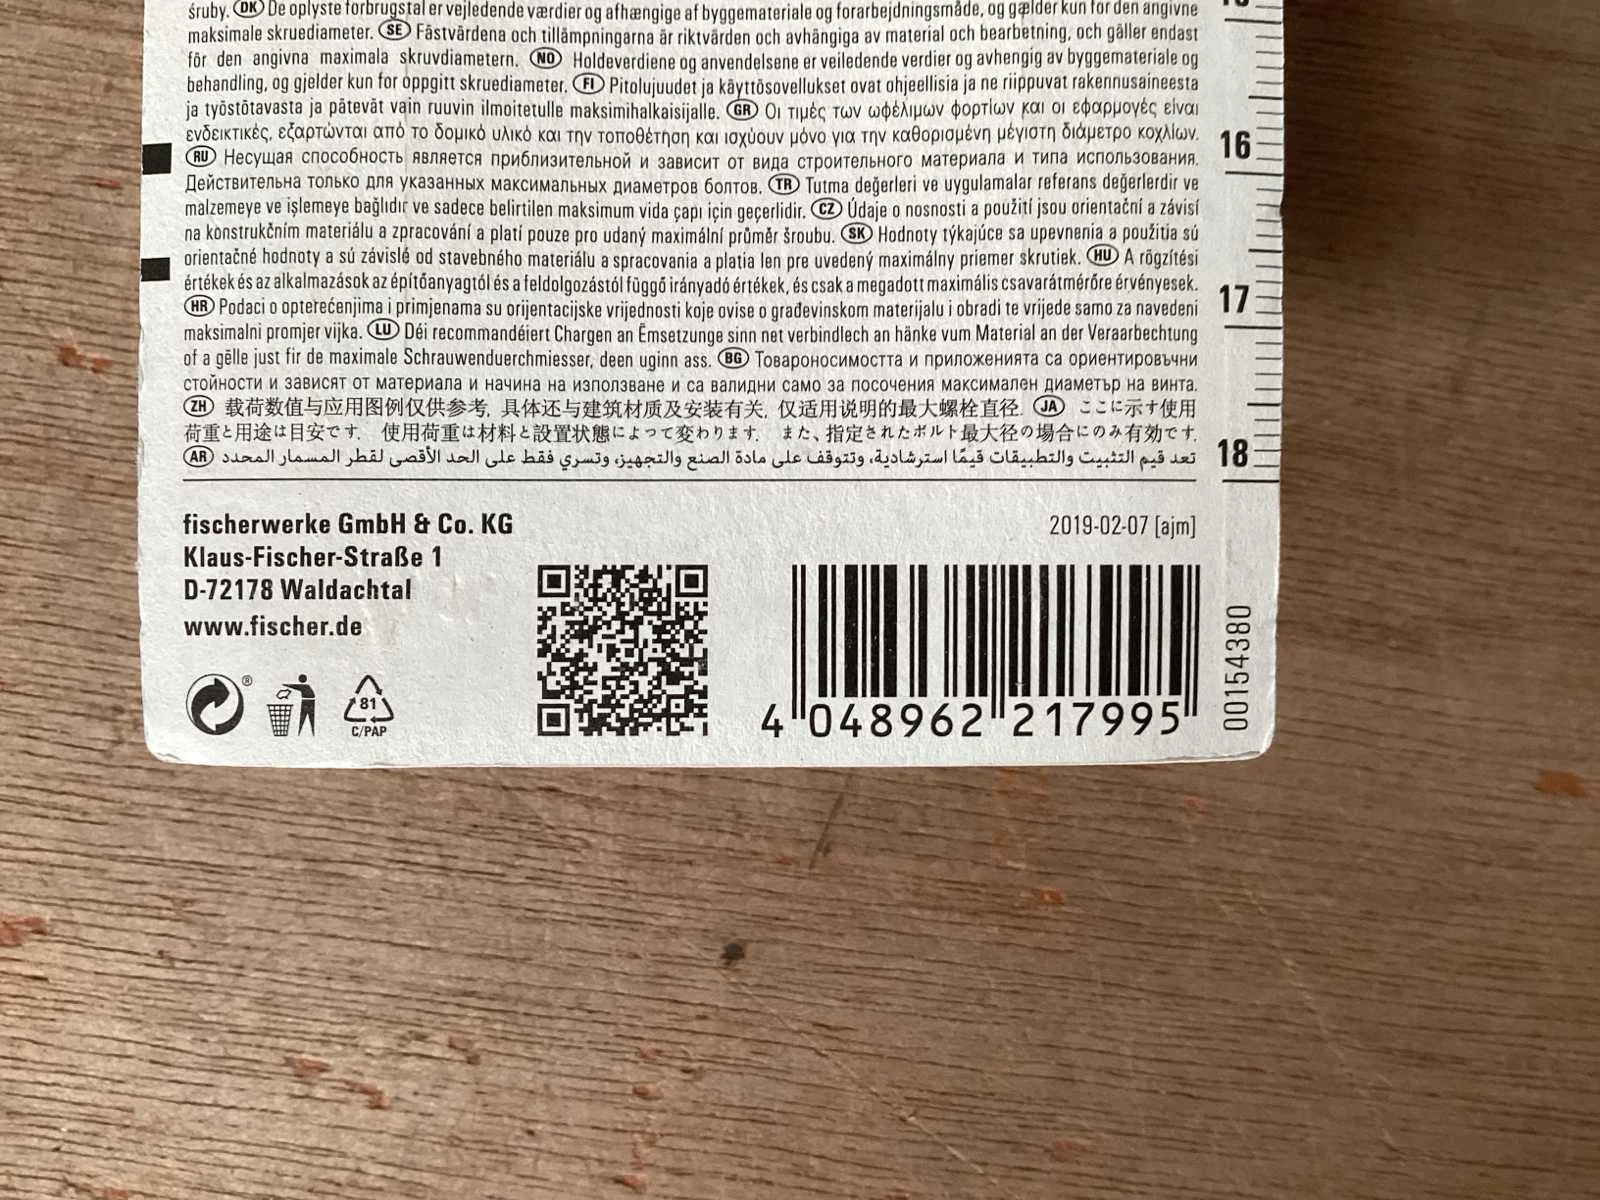 śruby. DK De oplyste forbrugstal er vejledende værdier og afhængige af byggemateriale og forarbejdningsmåde, og gælder kun for den angivne
maksimale skruediameter. SE Fästvärdena och tillämpningarna är riktvärden och avhängiga av material och bearbetning, och gäller endast
för den angivna maximala skruvdiametern. NO Holdeverdiene og anvendelsene er veiledende verdier og avhengig av byggemateriale og
behandling, og gjelder kun for oppgitt skruediameter. FI Pitolujuudet ja käyttösovellukset ovat ohjeellisia ja ne riippuvat rakennusaineesta
ja työstötavasta ja pätevät vain ruuvin ilmoitetulle maksimihalkaisijalle. GR Οι τιμές των ωφέλιμων φορτίων και οι εφαρμογές είναι
ενδεικτικές, εξαρτώνται από το δομικό υλικό και την τοποθέτηση και ισχύουν μόνο για την καθορισμένη μέγιστη διάμετρο κοχλίων.
16
RU Несущая способность является приблизительной и зависит от вида строительного материала и типа использования.
Действительна только для указанных максимальных диаметров болтов. TR Tutma değerleri ve uygulamalar referans değerlerdir ve
malzemeye ve işlemeye bağlıdır ve sadece belirtilen maksimum vida çapı için geçerlidir. CZ Údaje o nosnosti a použití jsou orientační a závisí
na konstrukčním materiálu a zpracování a platí pouze pro udaný maximální průměr šroubu. SK Hodnoty týkajúce sa upevnenia a použitia sú
orientačné hodnoty a sú závislé od stavebného materiálu a spracovania a platia len pre uvedený maximálny priemer skrutiek. HU A rögzítési
értékek és az alkalmazások az építőanyagtól és a feldolgozástól függő irányadó értékek, és csak a megadott maximális csavarátmérőre érvényesek.
17
HR Podaci o opterećenjima i primjenama su orijentacijske vrijednosti koje ovise o građevinskom materijalu i obradi te vrijede samo za navedeni
maksimalni promjer vijka. LU Déi recommandéiert Chargen an Ëmsetzunge sinn net verbindlech an hänke vum Material an der Veraarbechtung
of a gëlle just fir de maximale Schrauwenduerchmiesser, deen uginn ass. BG Товароносимостта и приложенията са ориентировъчни
стойности и зависят от материала и начина на използване и са валидни само за посочения максимален диаметър на винта.
ZH 载荷数值与应用图例仅供参考, 具体还与建筑材质及安装有关, 仅适用说明的最大螺栓直径. JA ここに示す使用
荷重と用途は目安です. 使用荷重は材料と設置状態によって変わります. また、指定されたボルト最大径の場合にのみ有効です.
AR تعد قيم التثبيت والتطبيقات قيمًا استرشادية، وتتوقف على مادة الصنع والتجهيز، وتسري فقط على الحد الأقصى لقطر المسمار المحدد
18
fischerwerke GmbH & Co. KG
2019-02-07 [ajm]
Klaus-Fischer-Straße 1
D-72178 Waldachtal
www.fischer.de
®
81
C/PAP
4 048962 217995
00154380